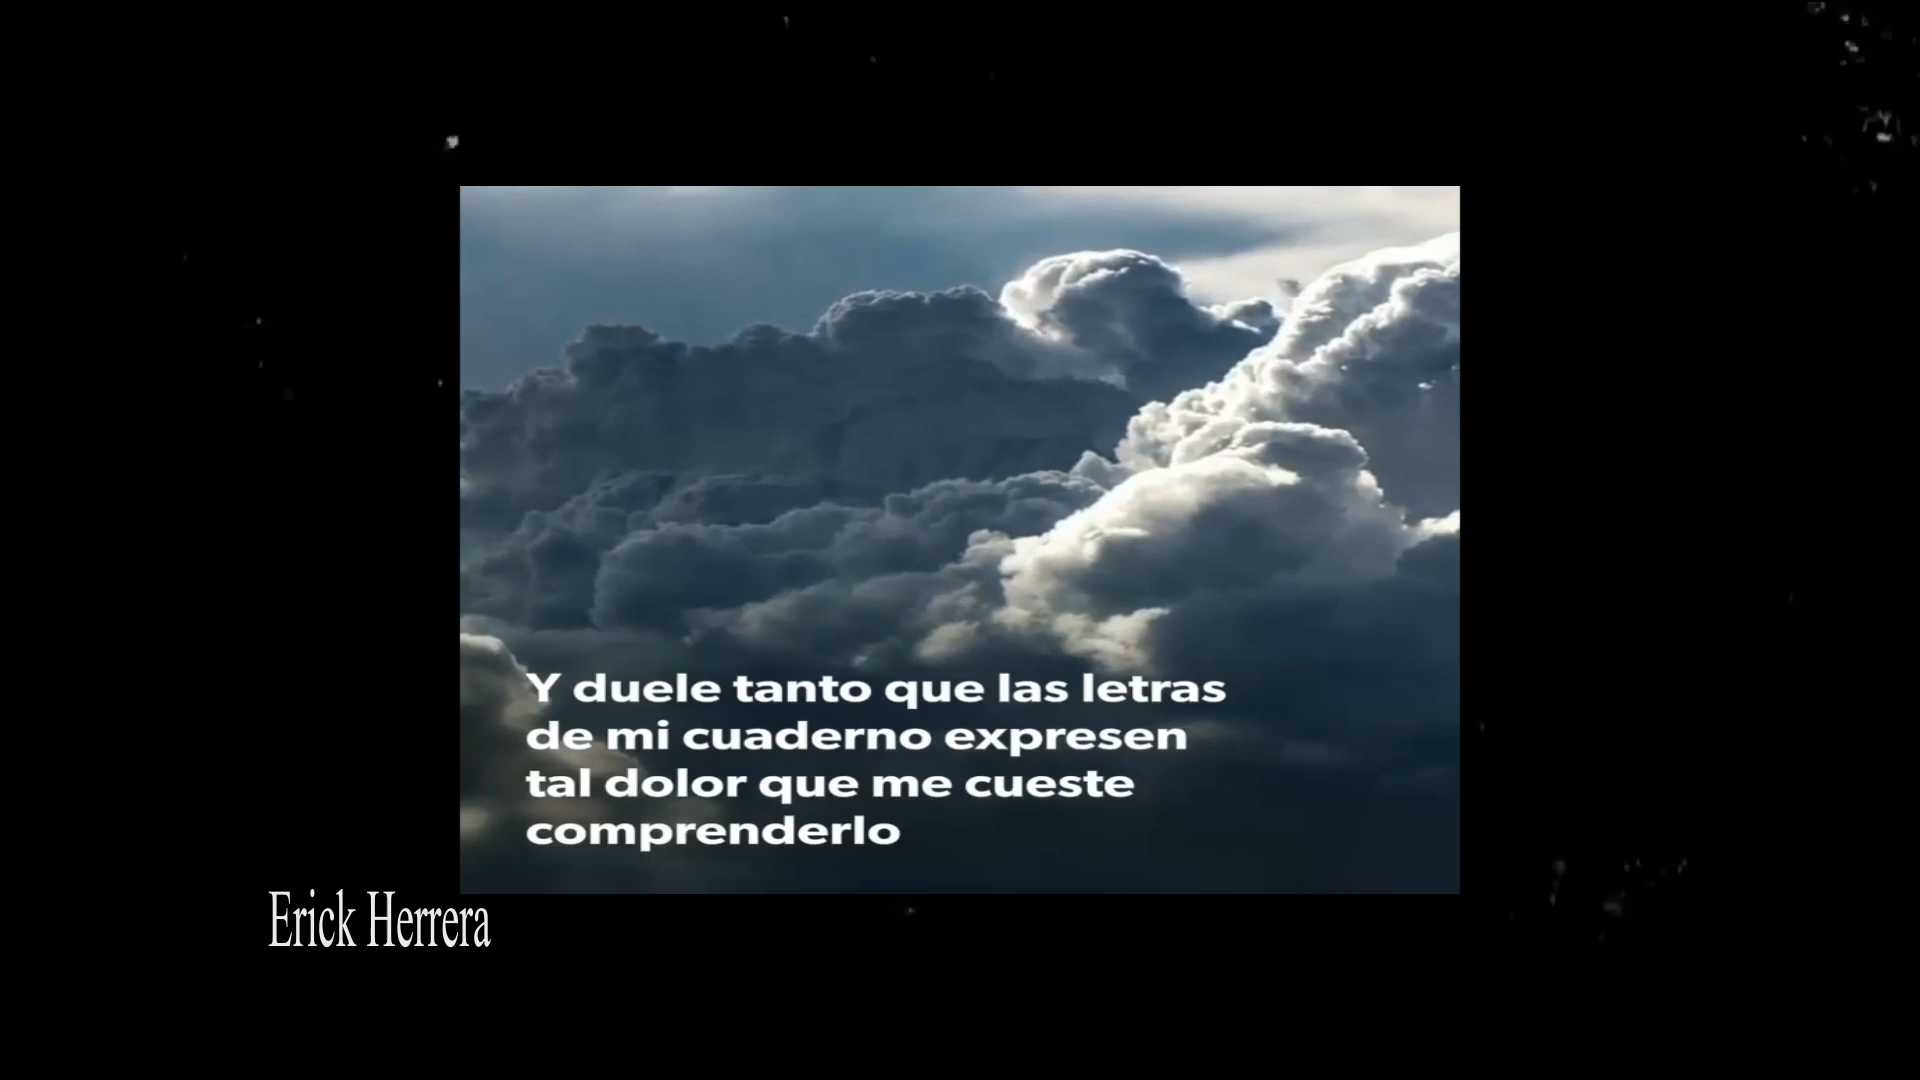 Y duele tanto que las letras
de mi cuaderno expresen
tal dolor que me cueste
comprenderlo
Erick Herrera